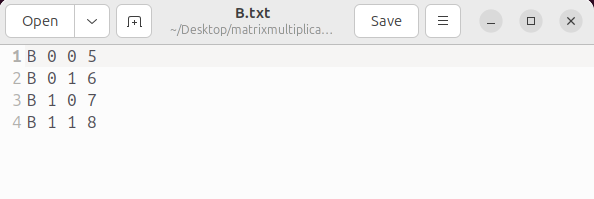 Open
B.txt
~/Desktop/matrixmultiplica...
Save
1 B 0 0 5
2 B 0 1 6
3 B 1 0 7
4 B 1 1 8